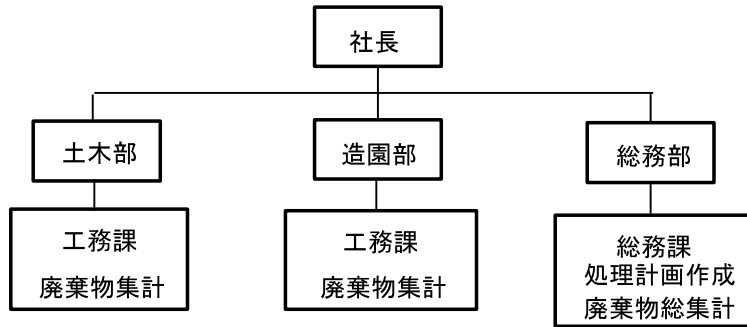 社長
土木部
造園部
総務部
工務課
廃棄物集計
工務課
廃棄物集計
総務課
処理計画作成
廃棄物総集計